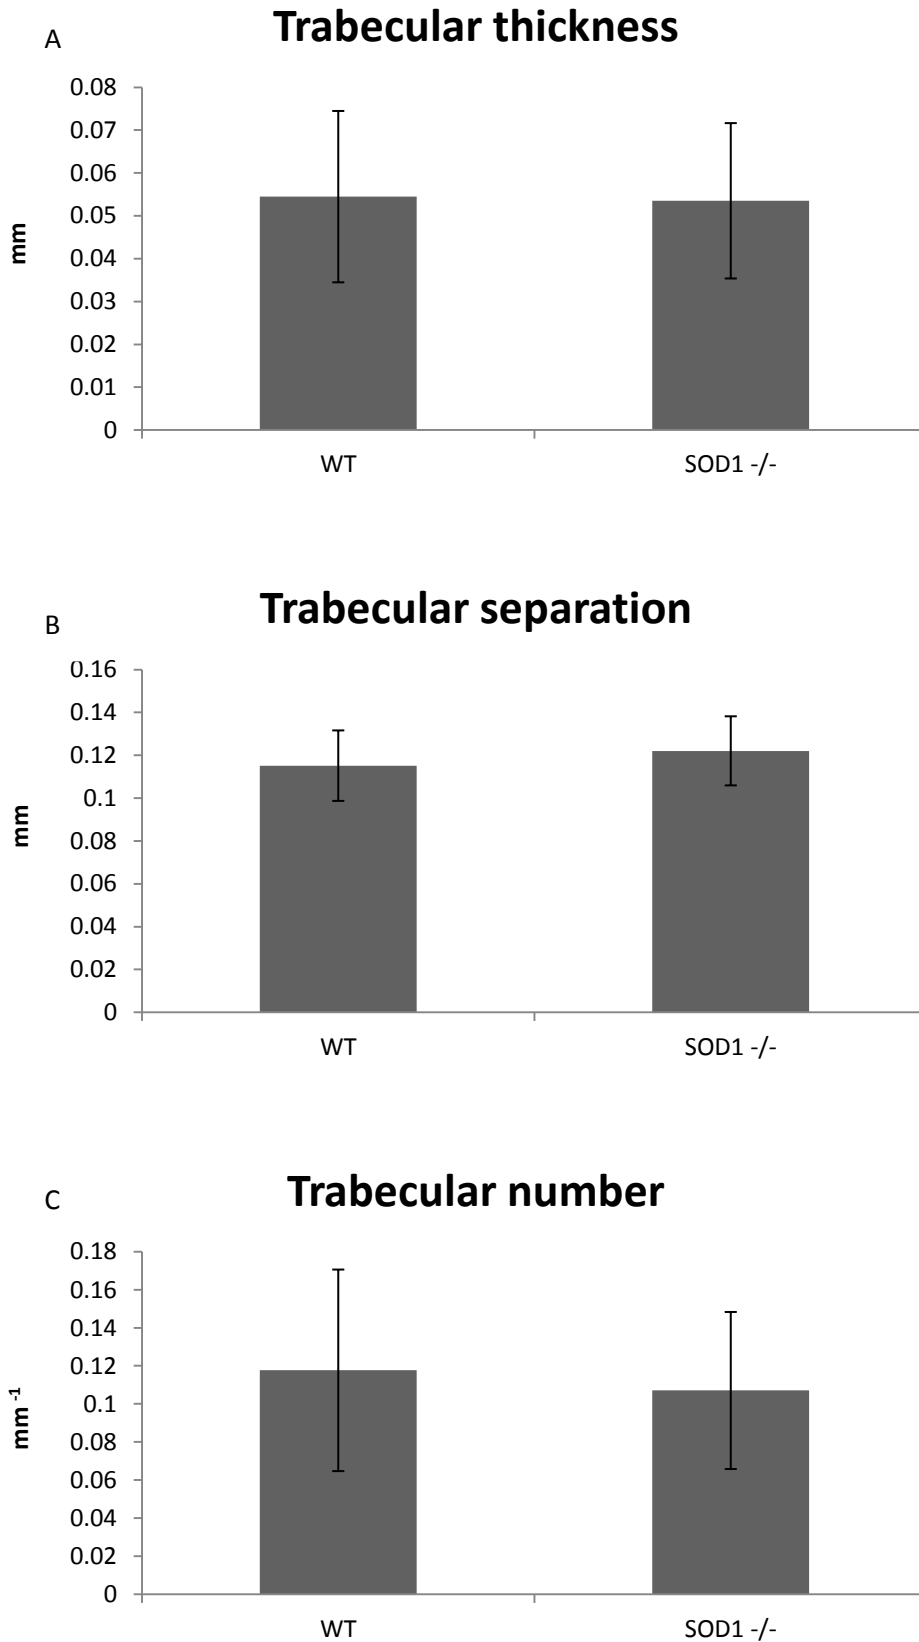 A
Trabecular thickness
0.08
0.07
0.06
0.05
0.04
0.03
0.02
0.01
0
mm
WT SOD1 -/-
B
Trabecular separation
0.16
0.14
0.12
0.1
0.08
0.06
0.04
0.02
0
mm
WT SOD1 -/-
C
Trabecular number
0.18
0.16
0.14
0.12
0.1
0.08
0.06
0.04
0.02
0
mm⁻¹
WT SOD1 -/-